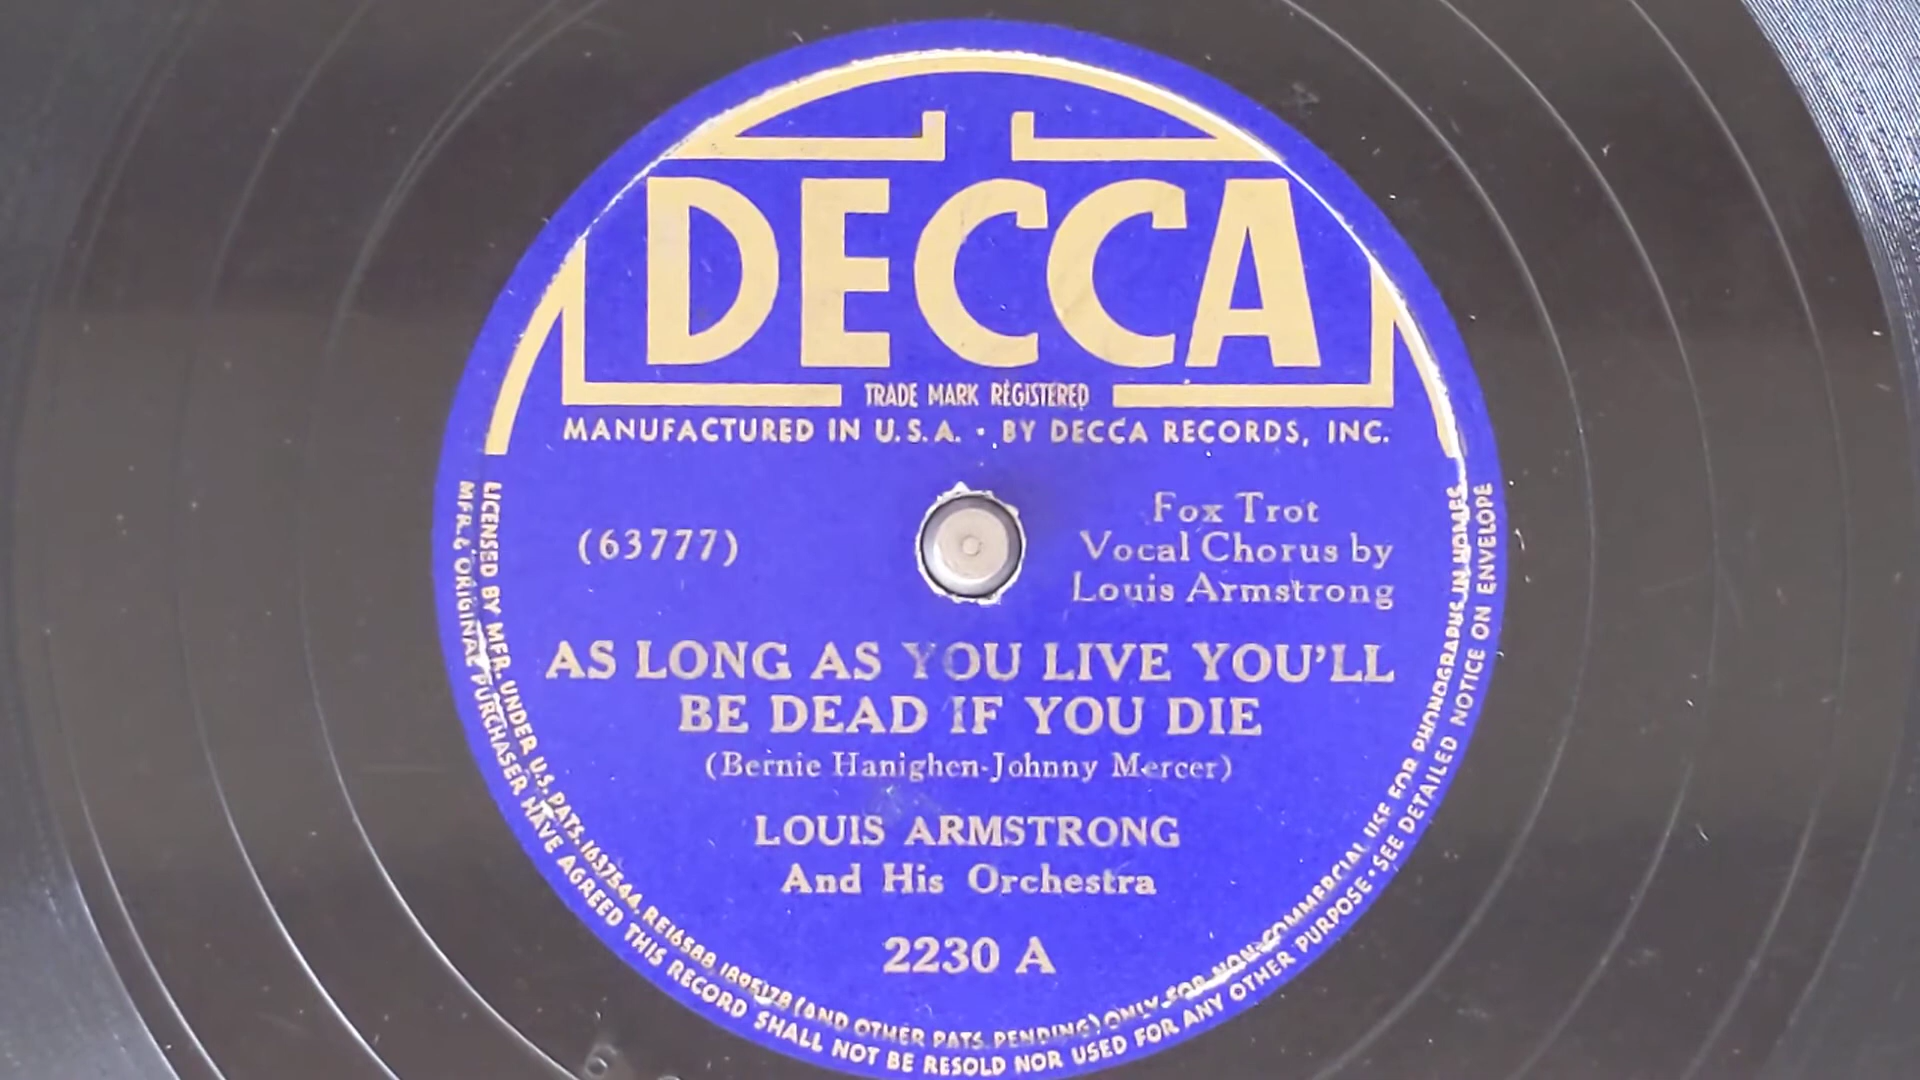 DECCA
TRADE MARK REGISTERED
MANUFACTURED IN U.S.A. · BY DECCA RECORDS, INC.
(63777)
Fox Trot
Vocal Chorus by
Louis Armstrong
AS LONG AS YOU LIVE YOU'LL
BE DEAD IF YOU DIE
(Bernie Hanighen-Johnny Mercer)
LOUIS ARMSTRONG
And His Orchestra
2230 A
LICENSED BY MFR. UNDER U.S. PATS. 1637544, RE16588, 1895178 (AND OTHER PATS. PENDING) ONLY FOR NON-COMMERCIAL USE FOR PHONOGRAPHS IN HOMES
MFR. & ORIGINAL PURCHASER HAVE AGREED THIS RECORD SHALL NOT BE RESOLD NOR USED FOR ANY OTHER PURPOSE · SEE DETAILED NOTICE ON ENVELOPE